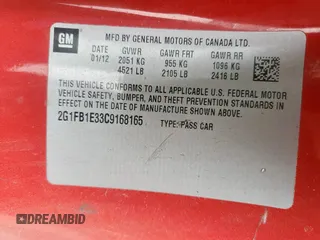 GM
MFD BY GENERAL MOTORS OF CANADA LTD.
DATE GVWR GAWR FRT GAWR RR
01/12 2051 KG 955 KG 1096 KG
4521 LB 2105 LB 2416 LB
THIS VEHICLE CONFORMS TO ALL APPLICABLE U.S. FEDERAL MOTOR
VEHICLE SAFETY, BUMPER, AND THEFT PREVENTION STANDARDS IN
EFFECT ON THE DATE OF MANUFACTURE SHOWN ABOVE.
2G1FB1E33C9168165 TYPE: PASS CAR
DREAMBID